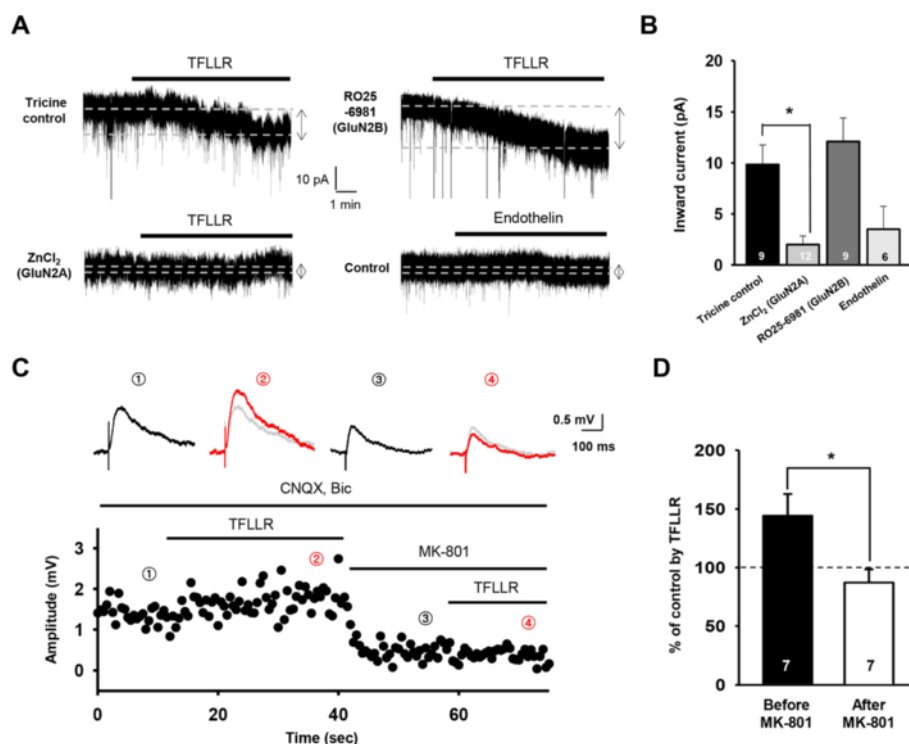 A
TFLLR
Tricine
control
TFLLR
RO25
-6981
(GluN2B)
10 pA
1 min
TFLLR
ZnCl2
(GluN2A)
Endothelin
Control
B
Inward current (pA)
20
15
10
5
0
*
9
12
9
6
Tricine control
ZnCl2 (GluN2A)
RO25-6981 (GluN2B)
Endothelin
C
① ② ③ ④
0.5 mV
100 ms
CNQX, Bic
TFLLR
MK-801
TFLLR
① ② ③ ④
Amplitude (mV)
3
2
1
0
0 20 40 60
Time (sec)
D
% of control by TFLLR
200
150
100
50
0
*
7
7
Before
MK-801
After
MK-801